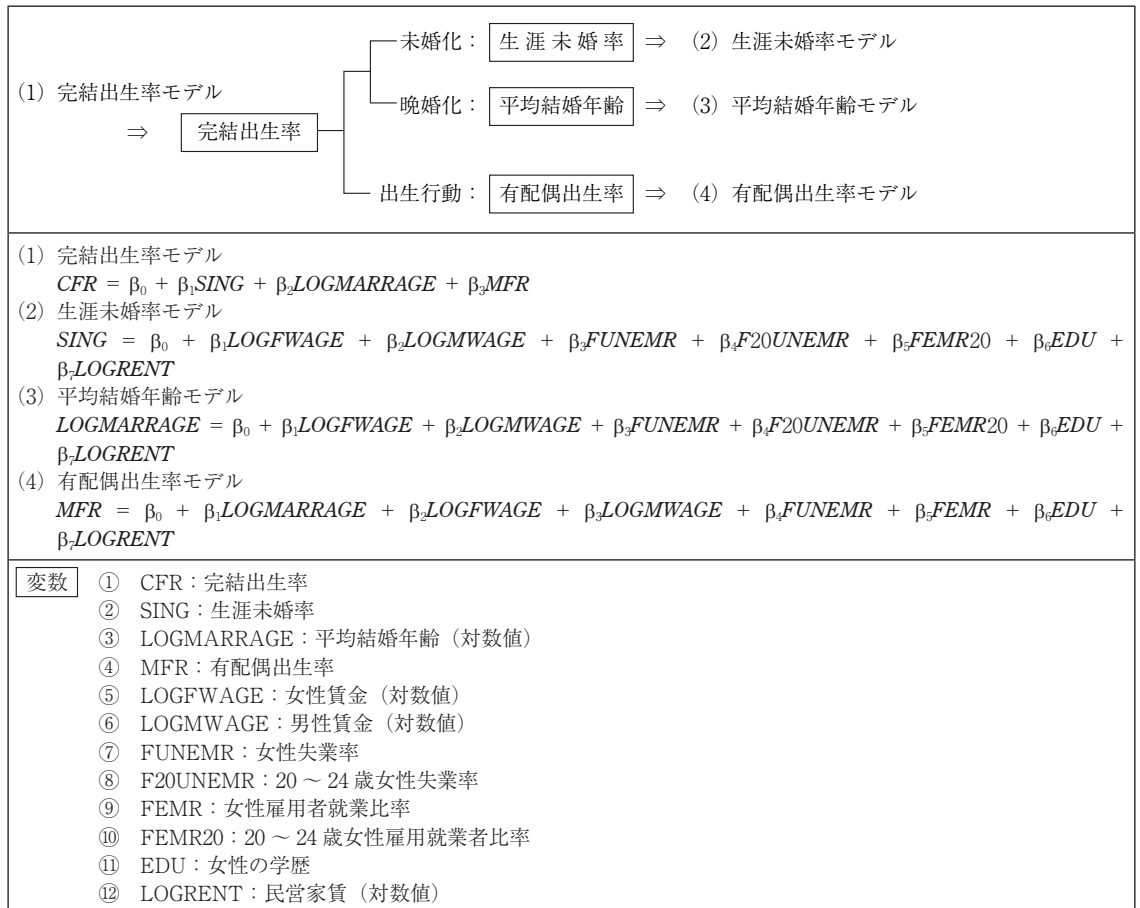 未婚化：生涯未婚率 ⇒ (2) 生涯未婚率モデル
(1) 完結出生率モデル
晩婚化：平均結婚年齢 ⇒ (3) 平均結婚年齢モデル
⇒ 完結出生率
出生行動：有配偶出生率 ⇒ (4) 有配偶出生率モデル
(1) 完結出生率モデル
CFR = β₀ + β₁SING + β₂LOGMARRAGE + β₃MFR
(2) 生涯未婚率モデル
SING = β₀ + β₁LOGFWAGE + β₂LOGMWAGE + β₃FUNEMR + β₄F20UNEMR + β₅FEMR20 + β₆EDU +
β₇LOGRENT
(3) 平均結婚年齢モデル
LOGMARRAGE = β₀ + β₁LOGFWAGE + β₂LOGMWAGE + β₃FUNEMR + β₄F20UNEMR + β₅FEMR20 + β₆EDU +
β₇LOGRENT
(4) 有配偶出生率モデル
MFR = β₀ + β₁LOGMARRAGE + β₂LOGFWAGE + β₃LOGMWAGE + β₄FUNEMR + β₅FEMR + β₆EDU +
β₇LOGRENT
変数 ① CFR：完結出生率
② SING：生涯未婚率
③ LOGMARRAGE：平均結婚年齢（対数値）
④ MFR：有配偶出生率
⑤ LOGFWAGE：女性賃金（対数値）
⑥ LOGMWAGE：男性賃金（対数値）
⑦ FUNEMR：女性失業率
⑧ F20UNEMR：20～24歳女性失業率
⑨ FEMR：女性雇用者就業比率
⑩ FEMR20：20～24歳女性雇用就業者比率
⑪ EDU：女性の学歴
⑫ LOGRENT：民営家賃（対数値）